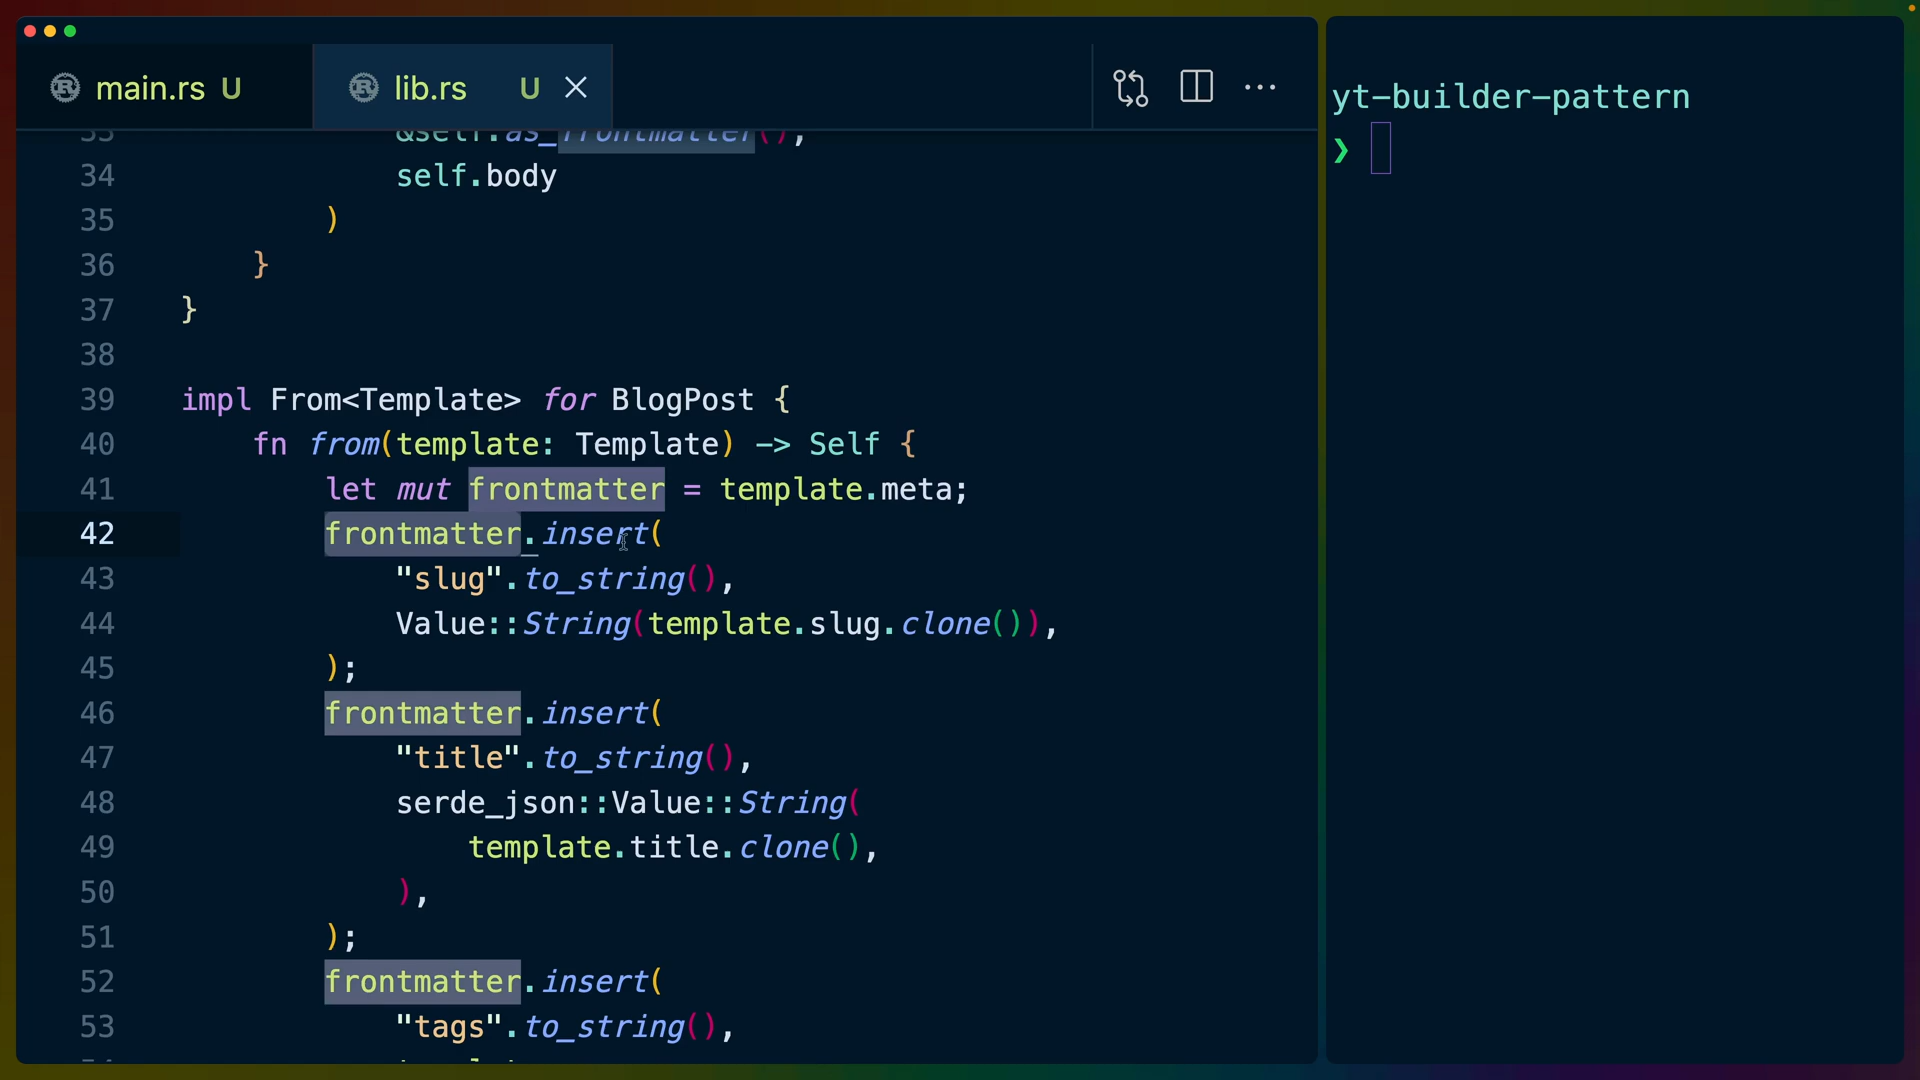 main.rs U
lib.rs U
33 &self.as_frontmatter(),
34 self.body
35 )
36 }
37 }
38
39 impl From<Template> for BlogPost {
40 fn from(template: Template) -> Self {
41 let mut frontmatter = template.meta;
42 frontmatter.insert(
43 "slug".to_string(),
44 Value::String(template.slug.clone()),
45 );
46 frontmatter.insert(
47 "title".to_string(),
48 serde_json::Value::String(
49 template.title.clone(),
50 ),
51 );
52 frontmatter.insert(
53 "tags".to_string(),
yt-builder-pattern
❯